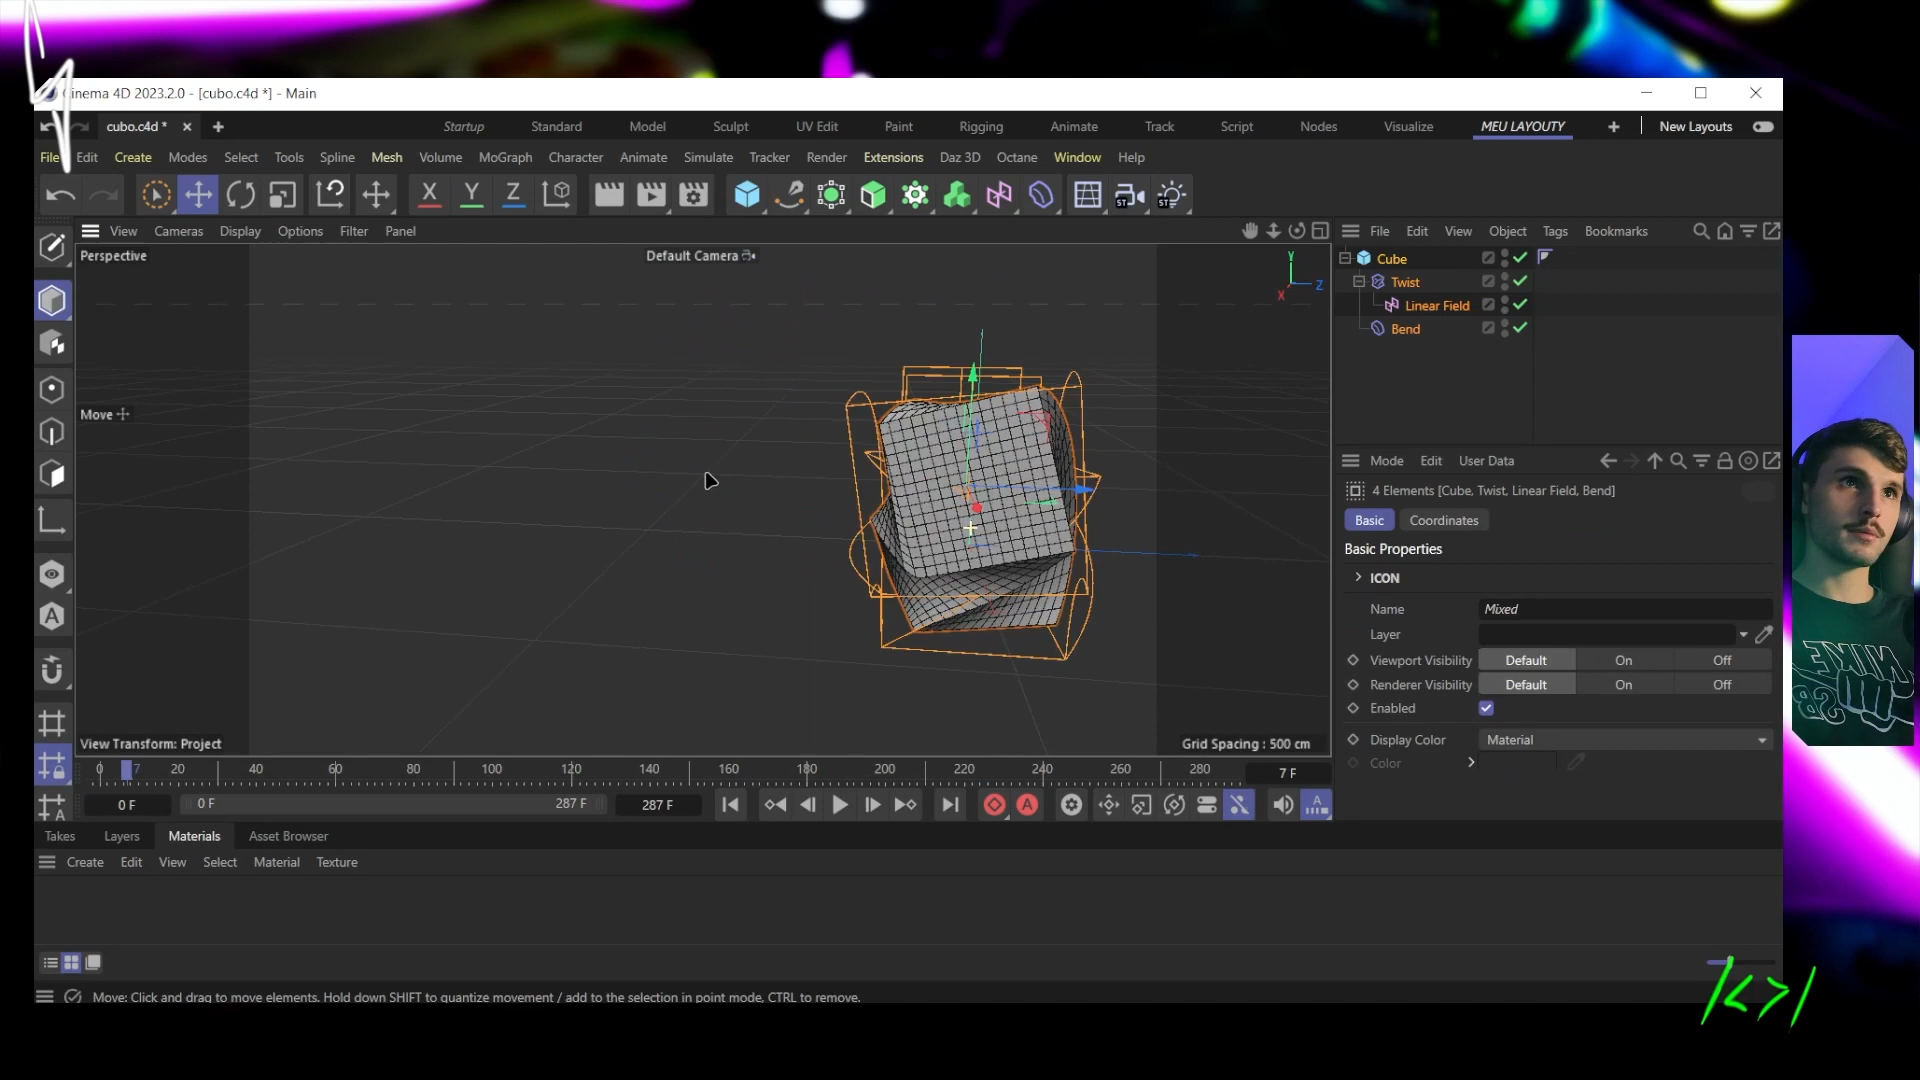 Cinema 4D 2023.2.0 - [cubo.c4d *] - Main
cubo.c4d *
Startup Standard Model Sculpt UV Edit Paint Rigging Animate Track Script Nodes Visualize MEU LAYOUTY New Layouts
File Edit Create Modes Select Tools Spline Mesh Volume MoGraph Character Animate Simulate Tracker Render Extensions Daz 3D Octane Window Help
X Y Z ST ST
View Cameras Display Options Filter Panel
File Edit View Object Tags Bookmarks
Perspective
Default Camera
Y
X
Z
Cube
Twist
Linear Field
Bend
Move
Mode Edit User Data
4 Elements [Cube, Twist, Linear Field, Bend]
Basic Coordinates
Basic Properties
ICON
Name Mixed
Layer
Viewport Visibility Default On Off
Renderer Visibility Default On Off
Enabled
Display Color Material
Color
View Transform: Project
Grid Spacing : 500 cm
0 7 20 40 60 80 100 120 140 160 180 200 220 240 260 280 7 F
0 F 0 F 287 F 287 F
Takes Layers Materials Asset Browser
Create Edit View Select Material Texture
Move: Click and drag to move elements. Hold down SHIFT to quantize movement / add to the selection in point mode, CTRL to remove.
NIKE
SB